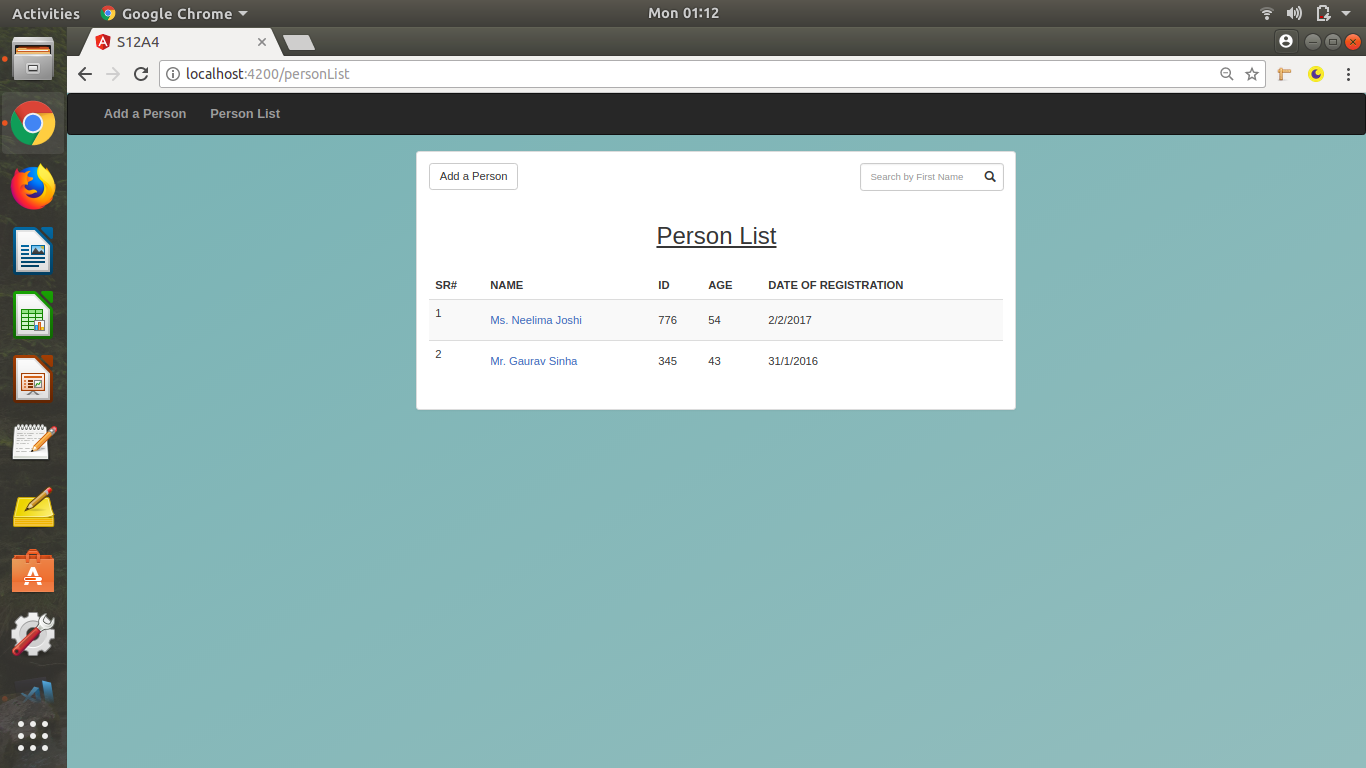 Activities Google Chrome Mon 01:12
S12A4
localhost:4200/personList
Add a Person Person List
Add a Person Search by First Name
Person List
SR# NAME ID AGE DATE OF REGISTRATION
1 Ms. Neelima Joshi 776 54 2/2/2017
2 Mr. Gaurav Sinha 345 43 31/1/2016